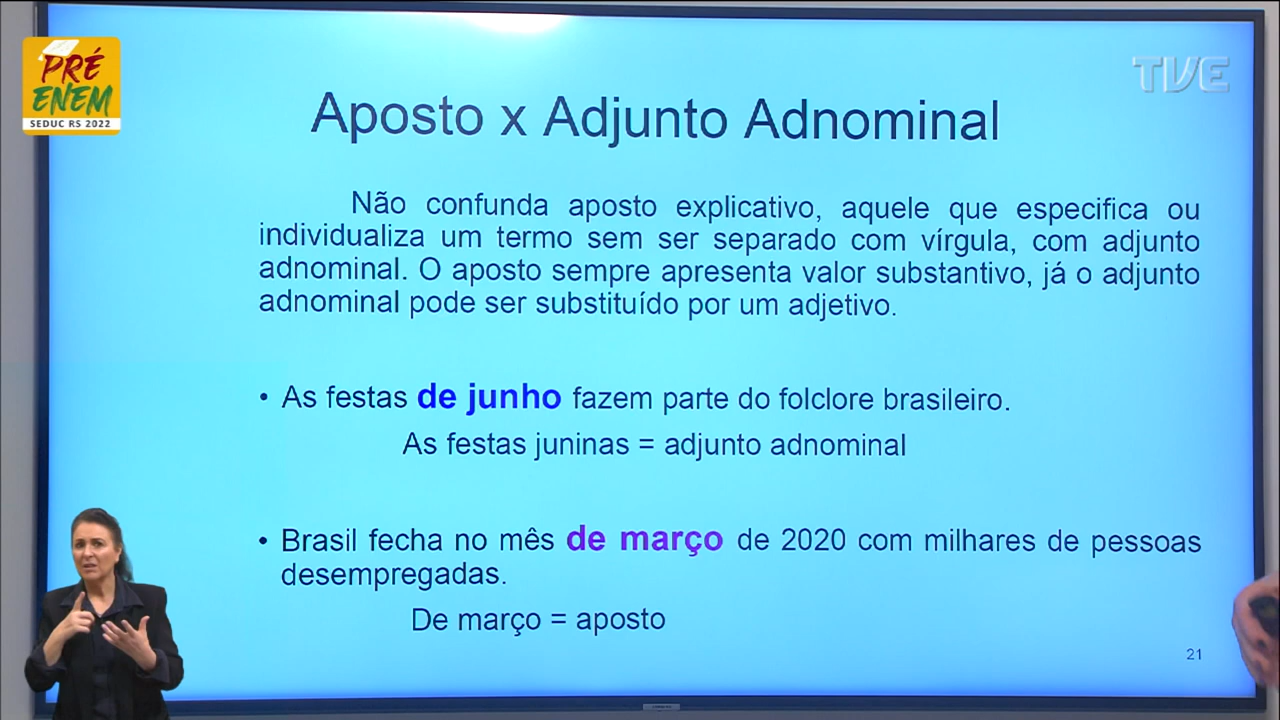 PRÉ
ENEM
SEDUC RS 2022
TVE
Aposto x Adjunto Adnominal
Não confunda aposto explicativo, aquele que especifica ou
individualiza um termo sem ser separado com vírgula, com adjunto
adnominal. O aposto sempre apresenta valor substantivo, já o adjunto
adnominal pode ser substituído por um adjetivo.
• As festas de junho fazem parte do folclore brasileiro.
As festas juninas = adjunto adnominal
• Brasil fecha no mês de março de 2020 com milhares de pessoas
desempregadas.
De março = aposto
21